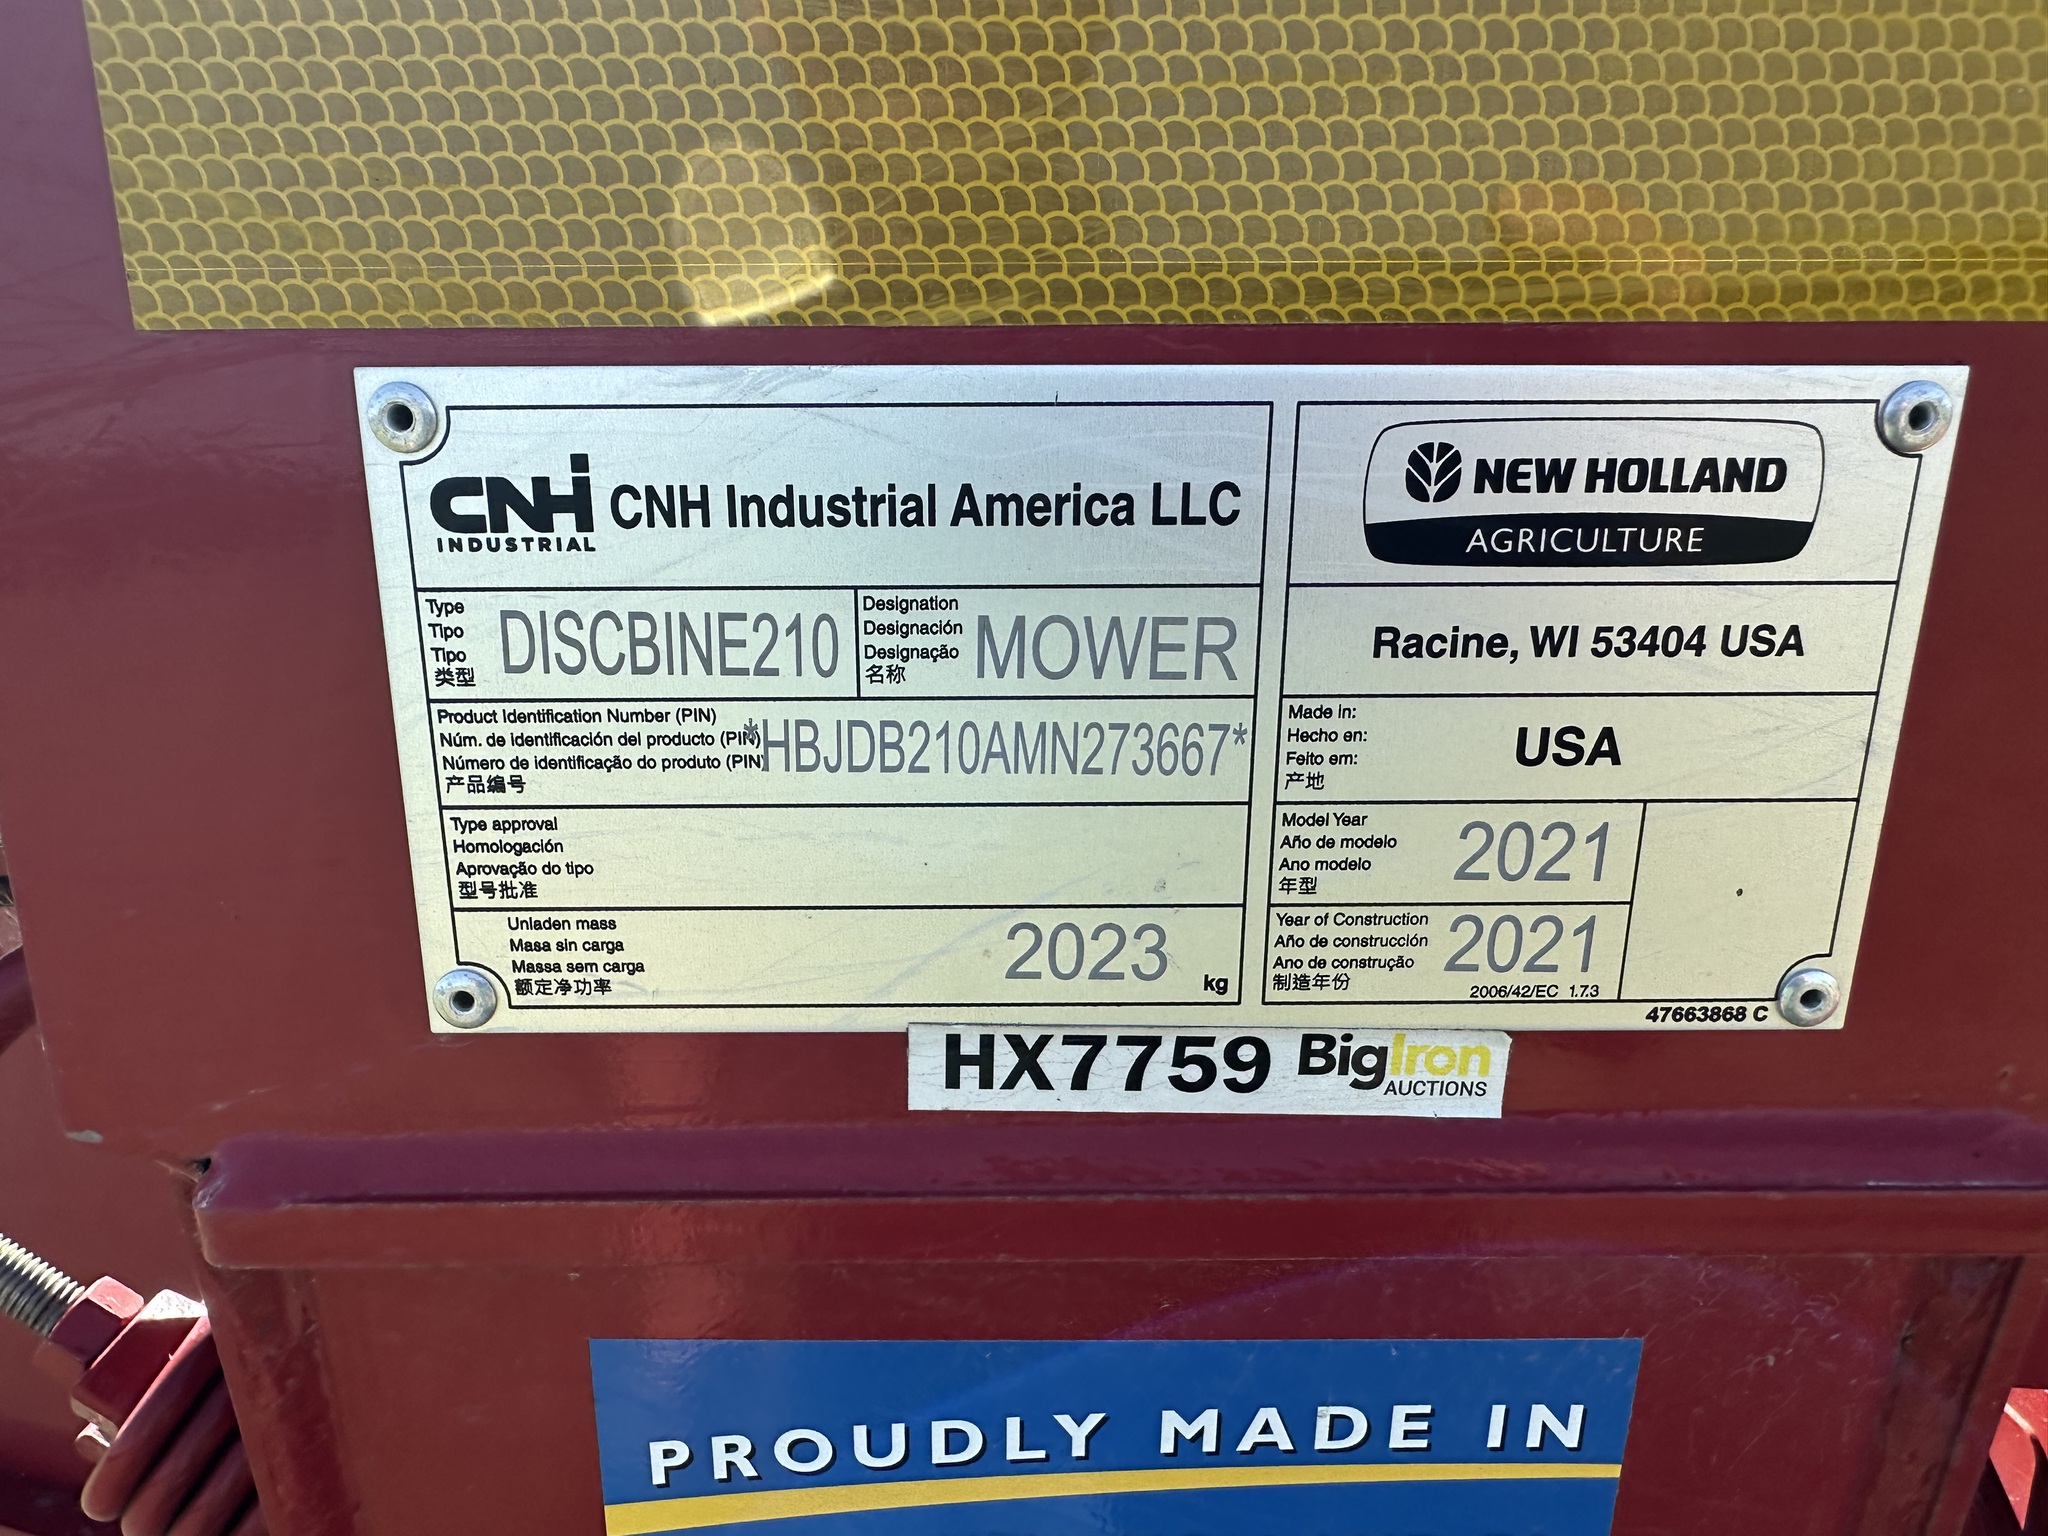 CNH INDUSTRIAL CNH Industrial America LLC
Type
Tipo
Tipo
类型
DISCBINE210
Designation
Designación
Designação
名称
MOWER
Product Identification Number (PIN)
Núm. de identificación del producto (PIN)
Número de identificação do produto (PIN
产品编号
*HBJDB210AMN273667*
Type approval
Homologación
Aprovação do tipo
型号批准
Unladen mass
Masa sin carga
Massa sem carga
额定净功率
2023
kg
NEW HOLLAND
AGRICULTURE
Racine, WI 53404 USA
Made in:
Hecho en:
Feito em:
产地
USA
Model Year
Año de modelo
Ano modelo
年型
2021
Year of Construction
Año de construcción
Ano de construção
制造年份
2021
2006/42/EC 1.7.3
47663868 C
HX7759 BigIron
AUCTIONS
PROUDLY MADE IN